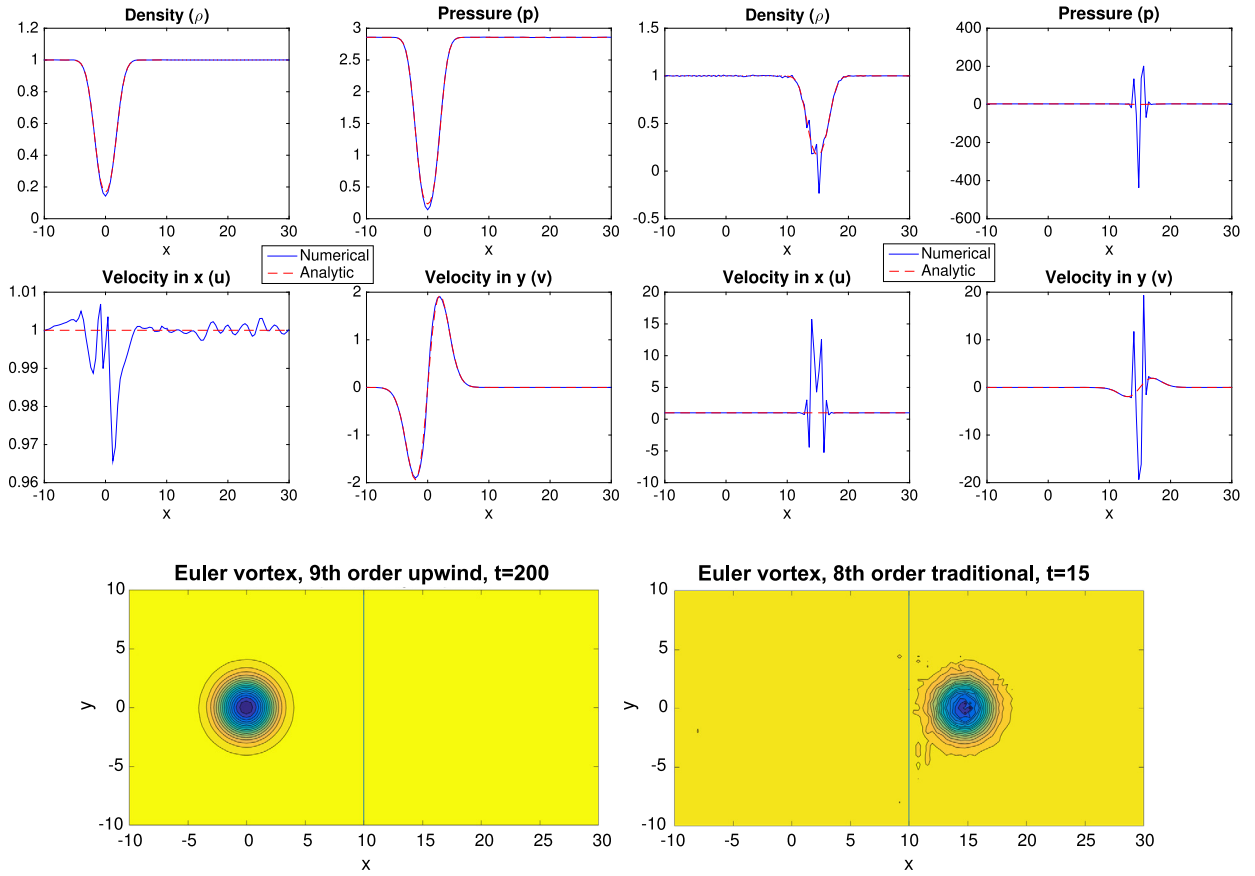 Density (ρ)
Pressure (p)
Density (ρ)
Pressure (p)
1.2
1
0.8
0.6
0.4
0.2
0
-10 0 10 20 30
x
3
2.5
2
1.5
1
0.5
0
-10 0 10 20 30
x
1.5
1
0.5
0
-0.5
-10 0 10 20 30
x
400
200
0
-200
-400
-600
-10 0 10 20 30
x
Numerical
Analytic
Numerical
Analytic
Velocity in x (u)
Velocity in y (v)
Velocity in x (u)
Velocity in y (v)
1.01
1
0.99
0.98
0.97
0.96
-10 0 10 20 30
x
2
1
0
-1
-2
-10 0 10 20 30
x
20
15
10
5
0
-5
-10
-10 0 10 20 30
x
20
10
0
-10
-20
-10 0 10 20 30
x
Euler vortex, 9th order upwind, t=200
10
5
0
-5
-10
y
-10 -5 0 5 10 15 20 25 30
x
Euler vortex, 8th order traditional, t=15
10
5
0
-5
-10
y
-10 -5 0 5 10 15 20 25 30
x